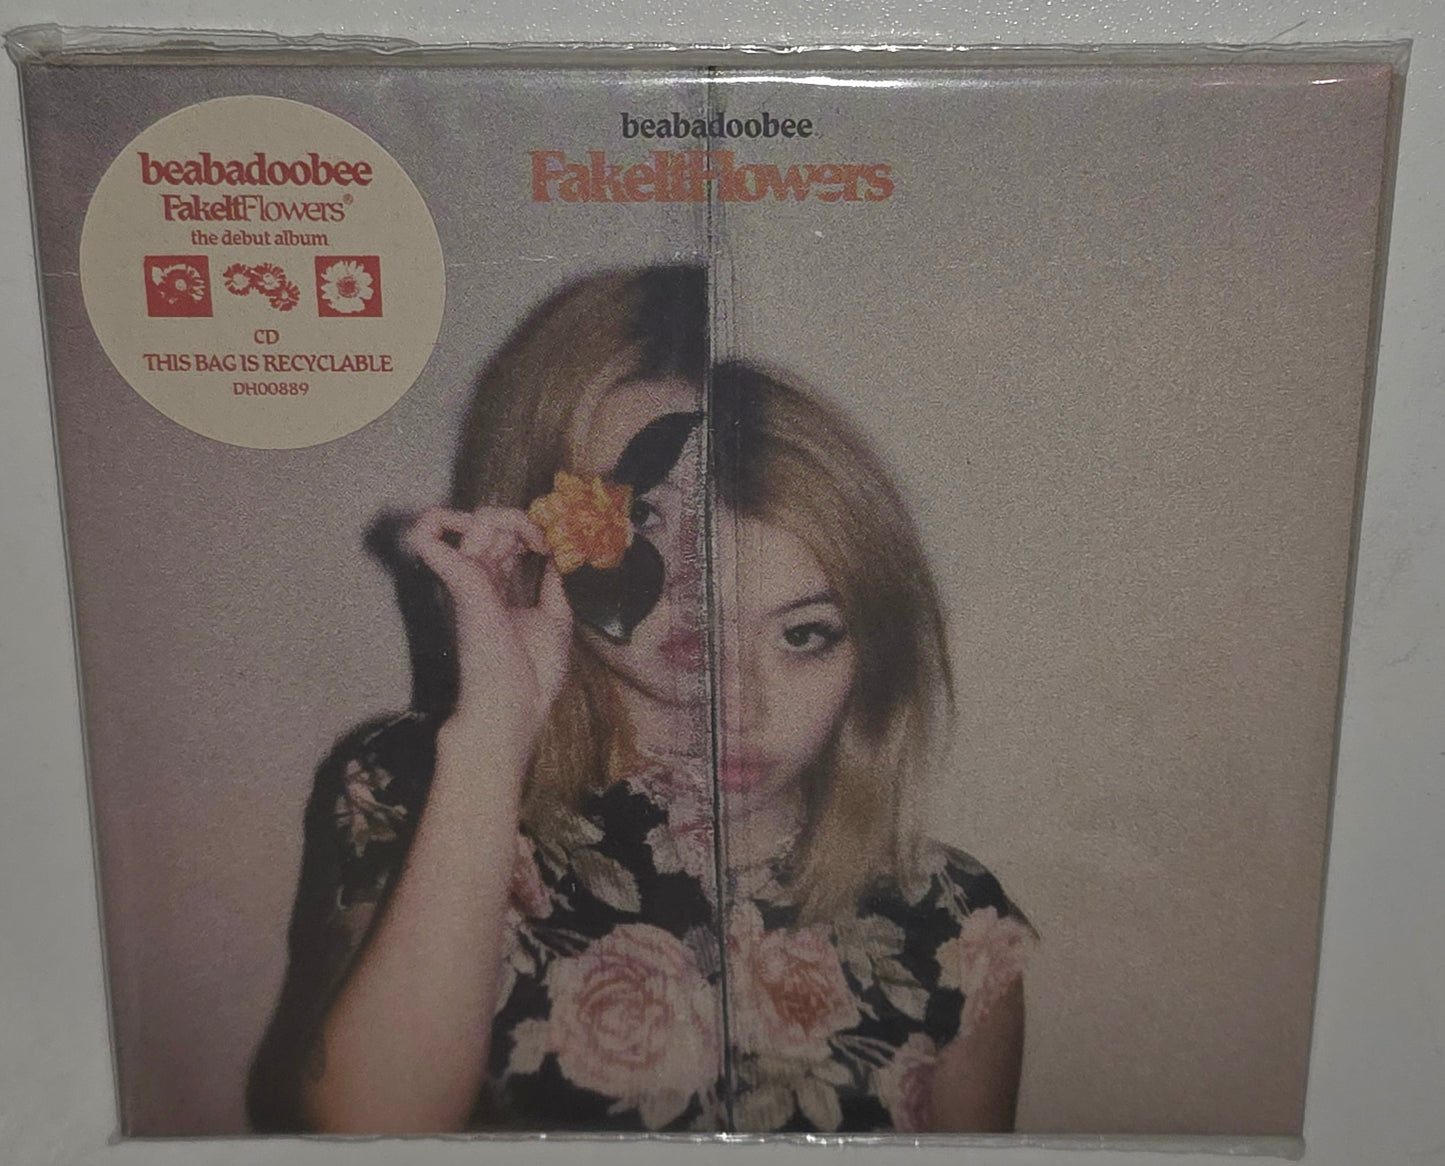 beabadoobee
FakeItFlowers
beabadoobee
FakeItFlowers®
the debut album
CD
THIS BAG IS RECYCLABLE
DH00889